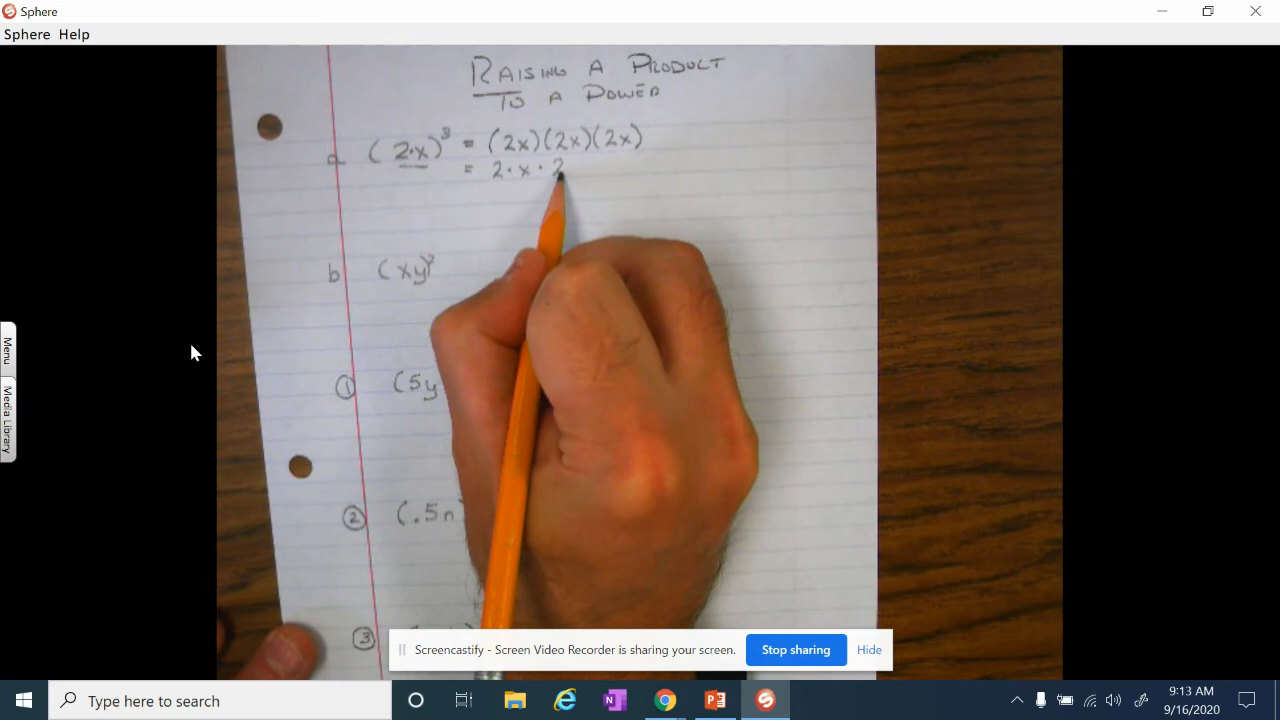 Sphere
Sphere Help
RAISING A PRODUCT
TO A POWER
a (2·x)³ = (2x)(2x)(2x)
= 2·x·2
b (xy)
① (5y
② (.5n)
③
Menu
Media Library
Screencastify - Screen Video Recorder is sharing your screen.
Stop sharing
Hide
Type here to search
9:13 AM
9/16/2020